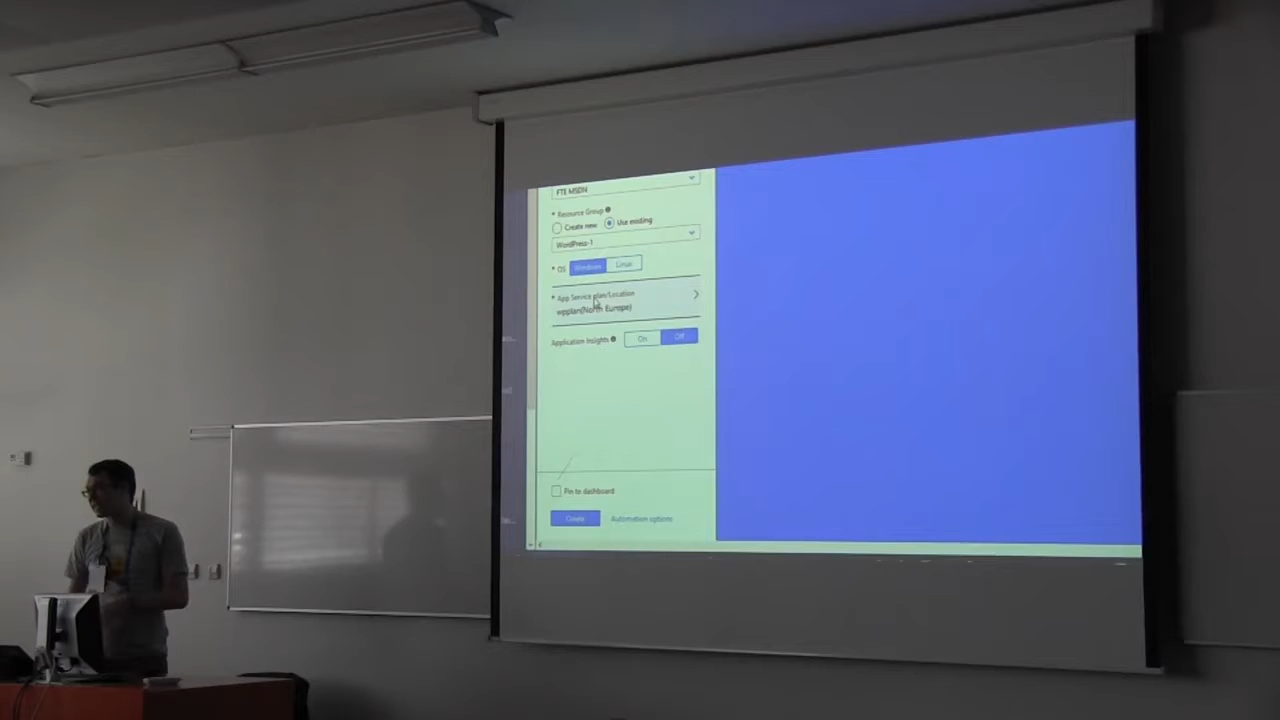 FTE MSDN
* Resource Group
Create new Use existing
WordPress-1
* OS Windows Linux
* App Service plan/Location
wpplan(North Europe)
Application Insights On Off
Pin to dashboard
Create Automation options